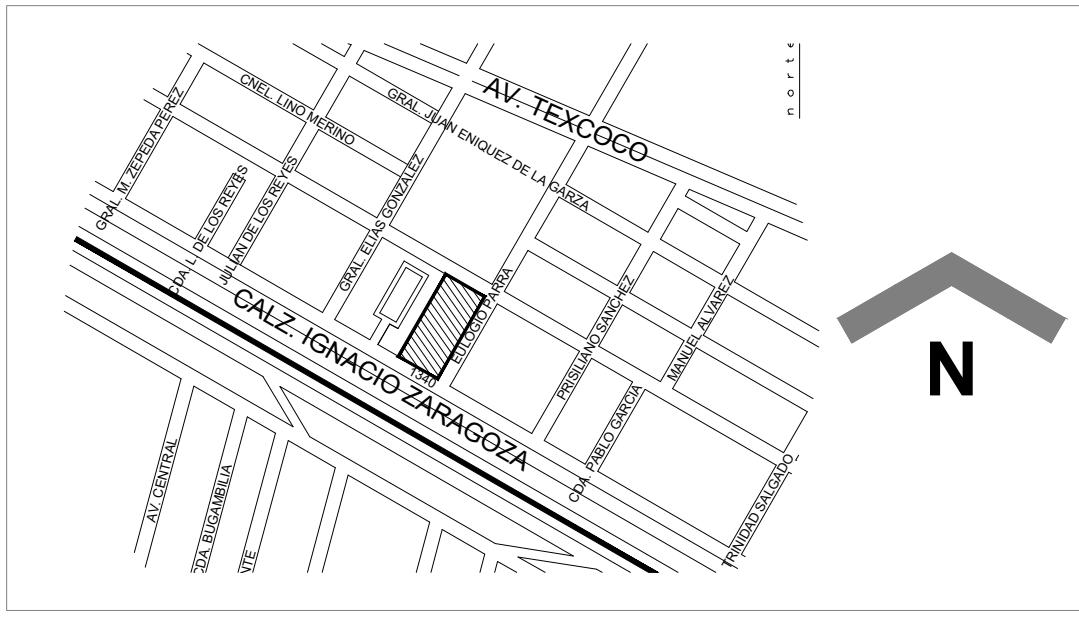 norte
AV. TEXCOCO
CNEL. LINO MERINO
GRAL. JUAN ENIQUEZ DE LA GARZA
GRAL. M. ZEPEDA PEREZ
CDA. L. DE LOS REYES
JULIAN DE LOS REYES
GRAL. ELIAS GONZALEZ
EULOGIO PARRA
PRISILIANO SANCHEZ
MANUEL ALVAREZ
1340
CALZ. IGNACIO ZARAGOZA
CDA. PABLO GARCIA
TRINIDAD SALGADO
AV. CENTRAL
CDA. BUGAMBILIA
NTE
N